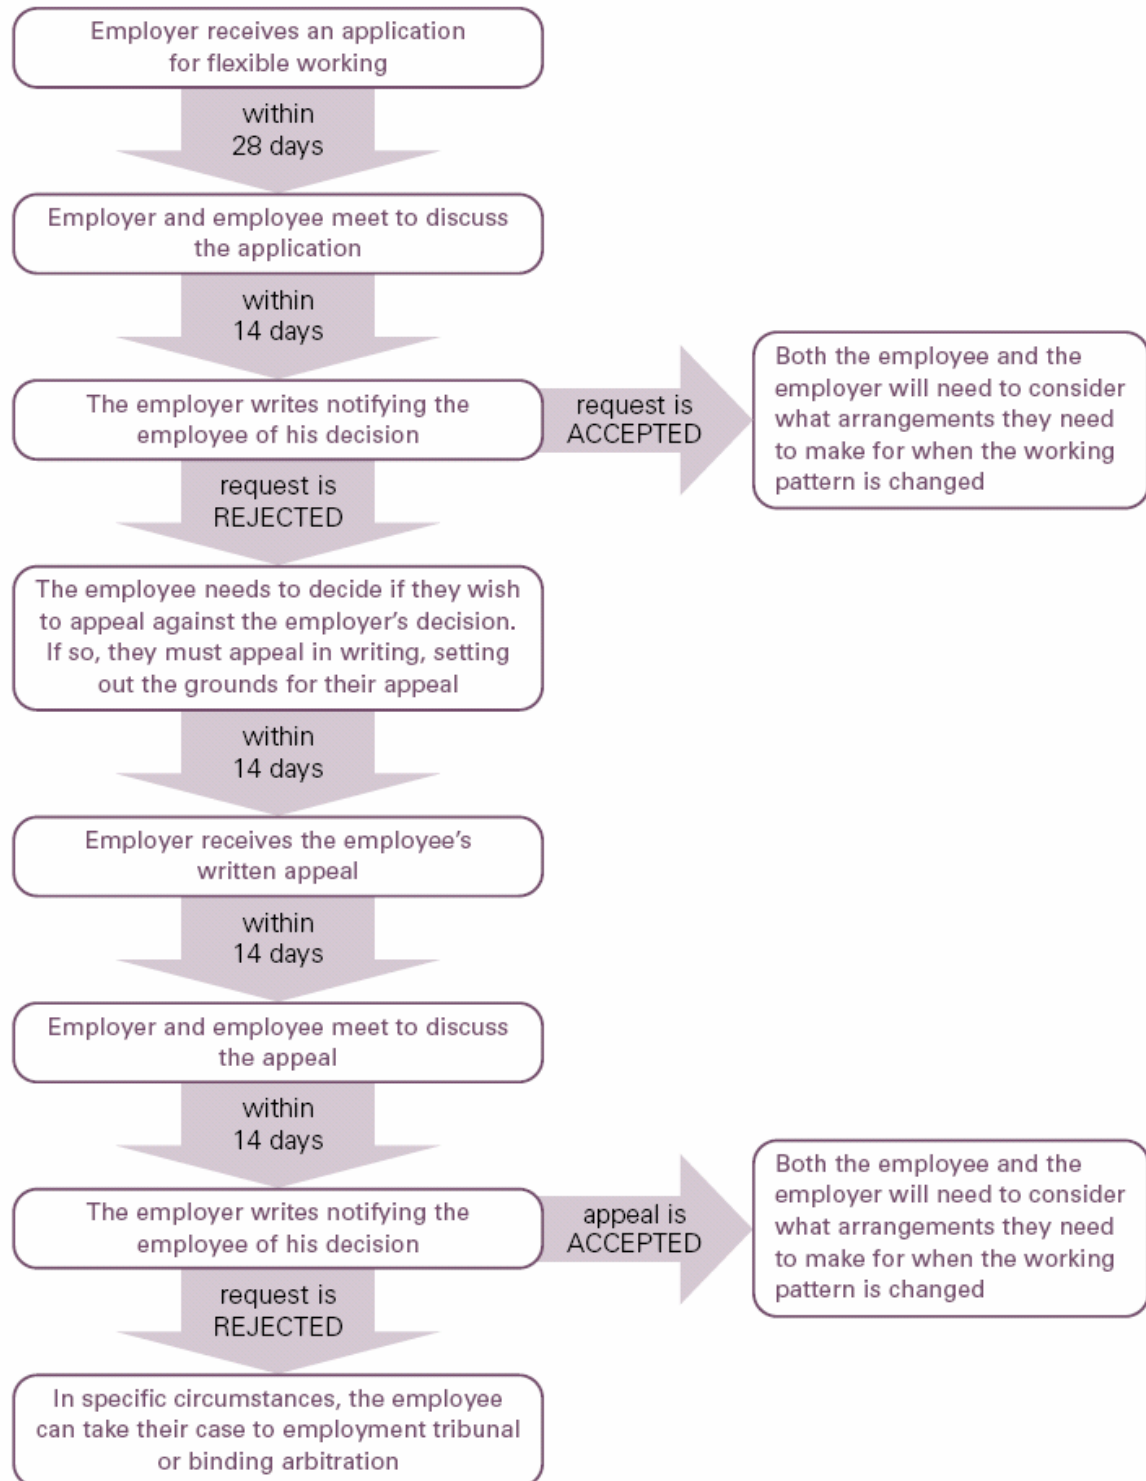 Employer receives an application
for flexible working
within
28 days
Employer and employee meet to discuss
the application
within
14 days
The employer writes notifying the
employee of his decision
request is
ACCEPTED
Both the employee and the
employer will need to consider
what arrangements they need
to make for when the working
pattern is changed
request is
REJECTED
The employee needs to decide if they wish
to appeal against the employer’s decision.
If so, they must appeal in writing, setting
out the grounds for their appeal
within
14 days
Employer receives the employee’s
written appeal
within
14 days
Employer and employee meet to discuss
the appeal
within
14 days
The employer writes notifying the
employee of his decision
appeal is
ACCEPTED
Both the employee and the
employer will need to consider
what arrangements they need
to make for when the working
pattern is changed
request is
REJECTED
In specific circumstances, the employee
can take their case to employment tribunal
or binding arbitration